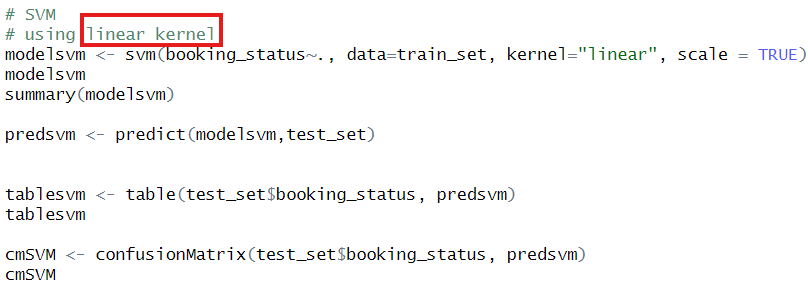 # SVM
# using linear kernel
modelsvm <- svm(booking_status~., data=train_set, kernel="linear", scale = TRUE)
modelsvm
summary(modelsvm)
predsvm <- predict(modelsvm,test_set)
tablesvm <- table(test_set$booking_status, predsvm)
tablesvm
cmSVM <- confusionMatrix(test_set$booking_status, predsvm)
cmSVM